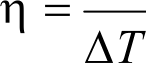 η = —
ΔT